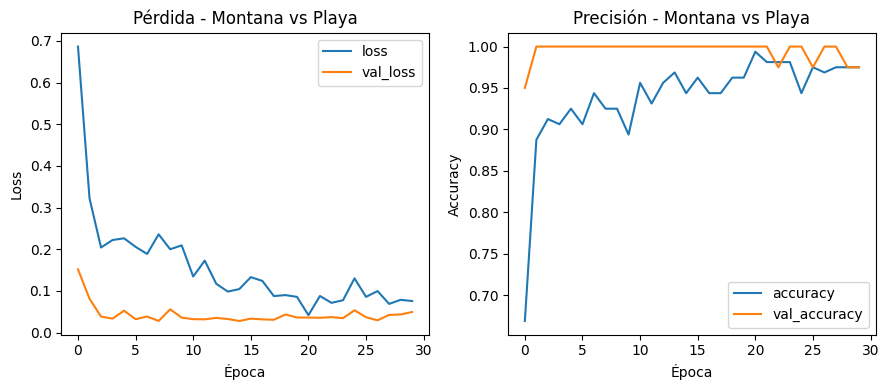 Pérdida - Montana vs Playa
0.7
0.6
0.5
0.4
0.3
0.2
0.1
0.0
Loss
loss
val_loss
0 5 10 15 20 25 30
Época
Precisión - Montana vs Playa
1.00
0.95
0.90
0.85
0.80
0.75
0.70
Accuracy
accuracy
val_accuracy
0 5 10 15 20 25 30
Época